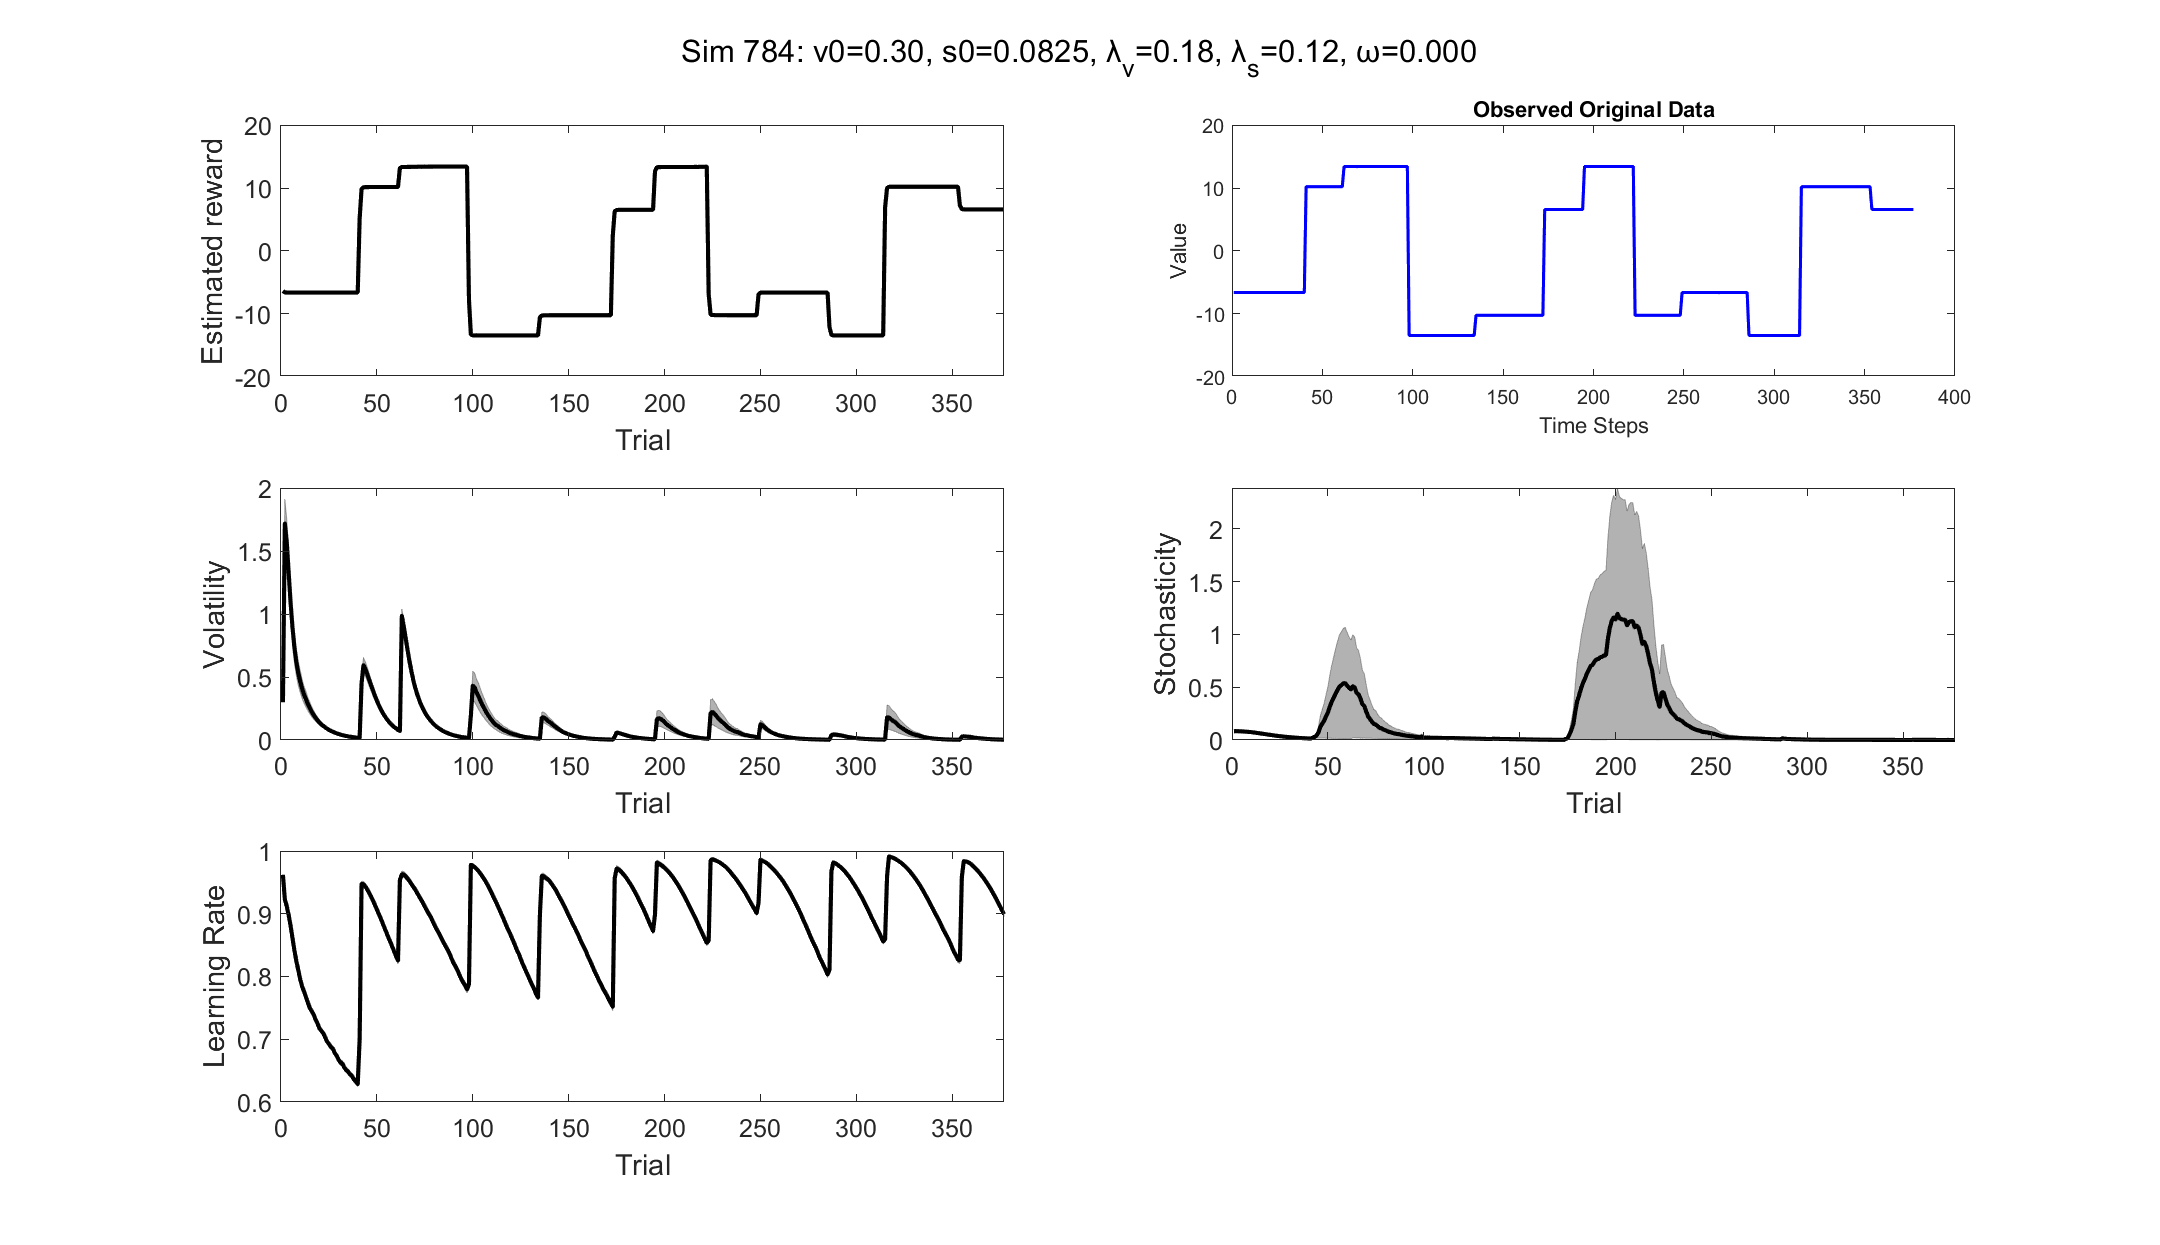 Sim 784: v0=0.30, s0=0.0825, λ_v=0.18, λ_s=0.12, ω=0.000
20
10
0
-10
-20
Estimated reward
0 50 100 150 200 250 300 350
Trial
Observed Original Data
20
10
0
-10
-20
Value
0 50 100 150 200 250 300 350 400
Time Steps
2
1.5
1
0.5
0
Volatility
0 50 100 150 200 250 300 350
Trial
2
1.5
1
0.5
0
Stochasticity
0 50 100 150 200 250 300 350
Trial
1
0.9
0.8
0.7
0.6
Learning Rate
0 50 100 150 200 250 300 350
Trial